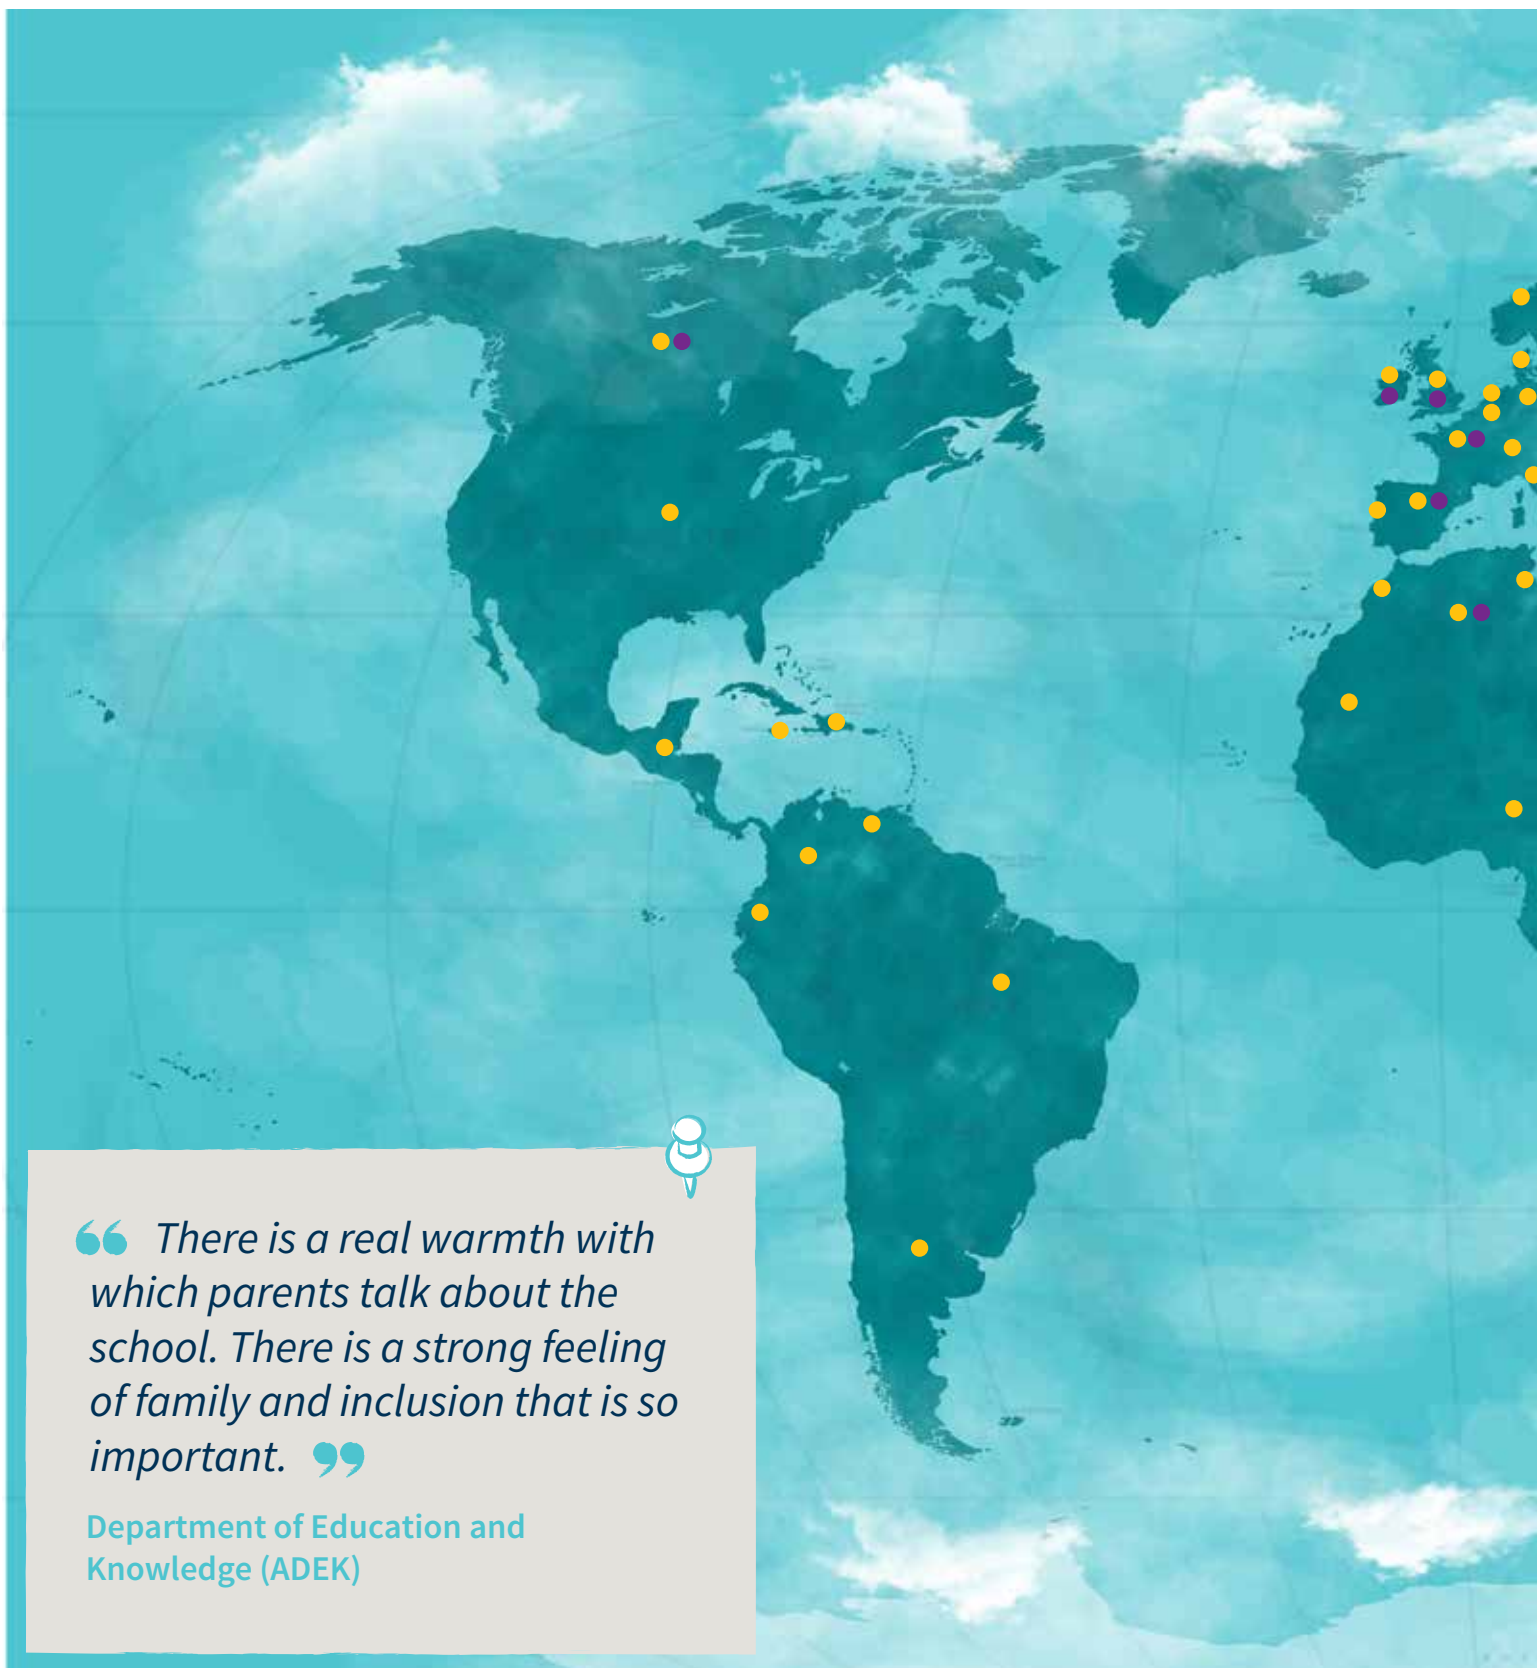 “ There is a real warmth with
which parents talk about the
school. There is a strong feeling
of family and inclusion that is so
important. ”
Department of Education and
Knowledge (ADEK)